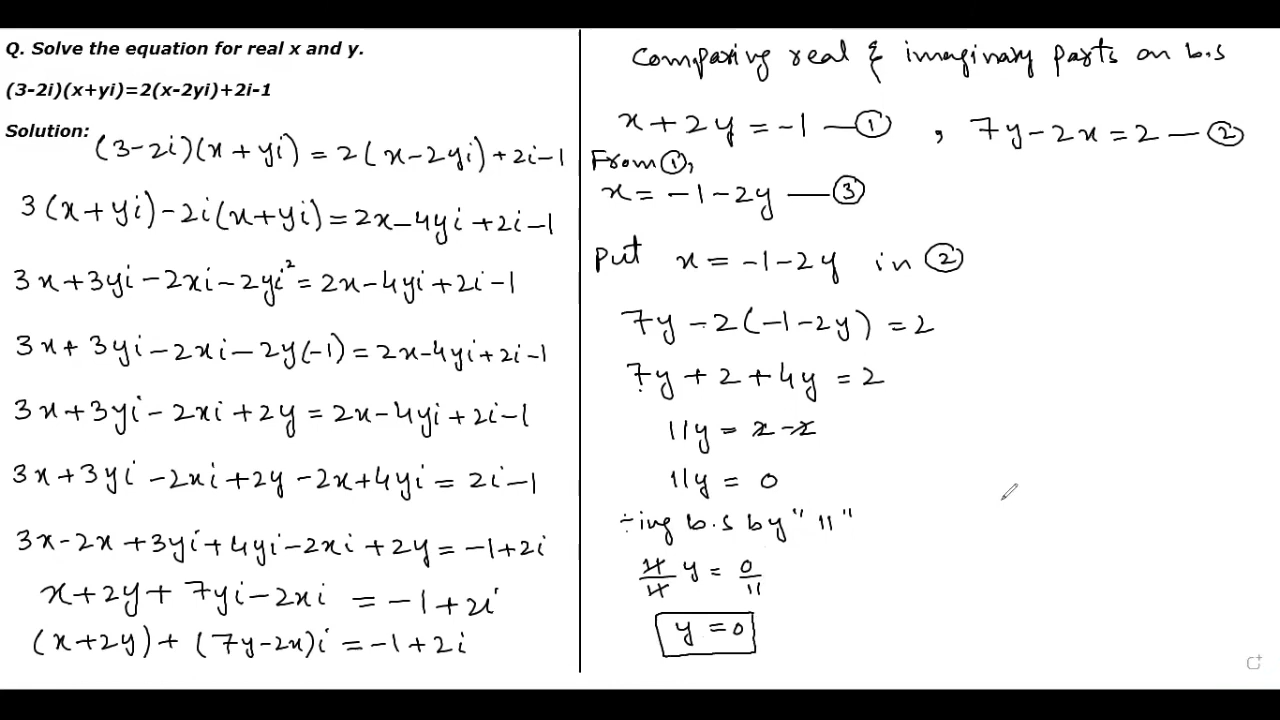 Q. Solve the equation for real x and y.
(3-2i)(x+yi)=2(x-2yi)+2i-1
Solution:
(3-2i)(x+yi) = 2(x-2yi)+2i-1
3(x+yi)-2i(x+yi)=2x-4yi+2i-1
3x+3yi-2xi-2yi²=2x-4yi+2i-1
3x+3yi-2xi-2y(-1)=2x-4yi+2i-1
3x+3yi-2xi+2y=2x-4yi+2i-1
3x+3yi-2xi+2y-2x+4yi=2i-1
3x-2x+3yi+4yi-2xi+2y=-1+2i
x+2y+7yi-2xi = -1+2i
(x+2y)+(7y-2x)i=-1+2i
Comparing real & imaginary parts on b.s
x+2y=-1 —①, 7y-2x=2 —②
From ①,
x=-1-2y —③
Put x=-1-2y in ②
7y-2(-1-2y)=2
7y+2+4y=2
11y=2-2
11y=0
÷ing b.s by "11"
11/11 y=0/11
y=0